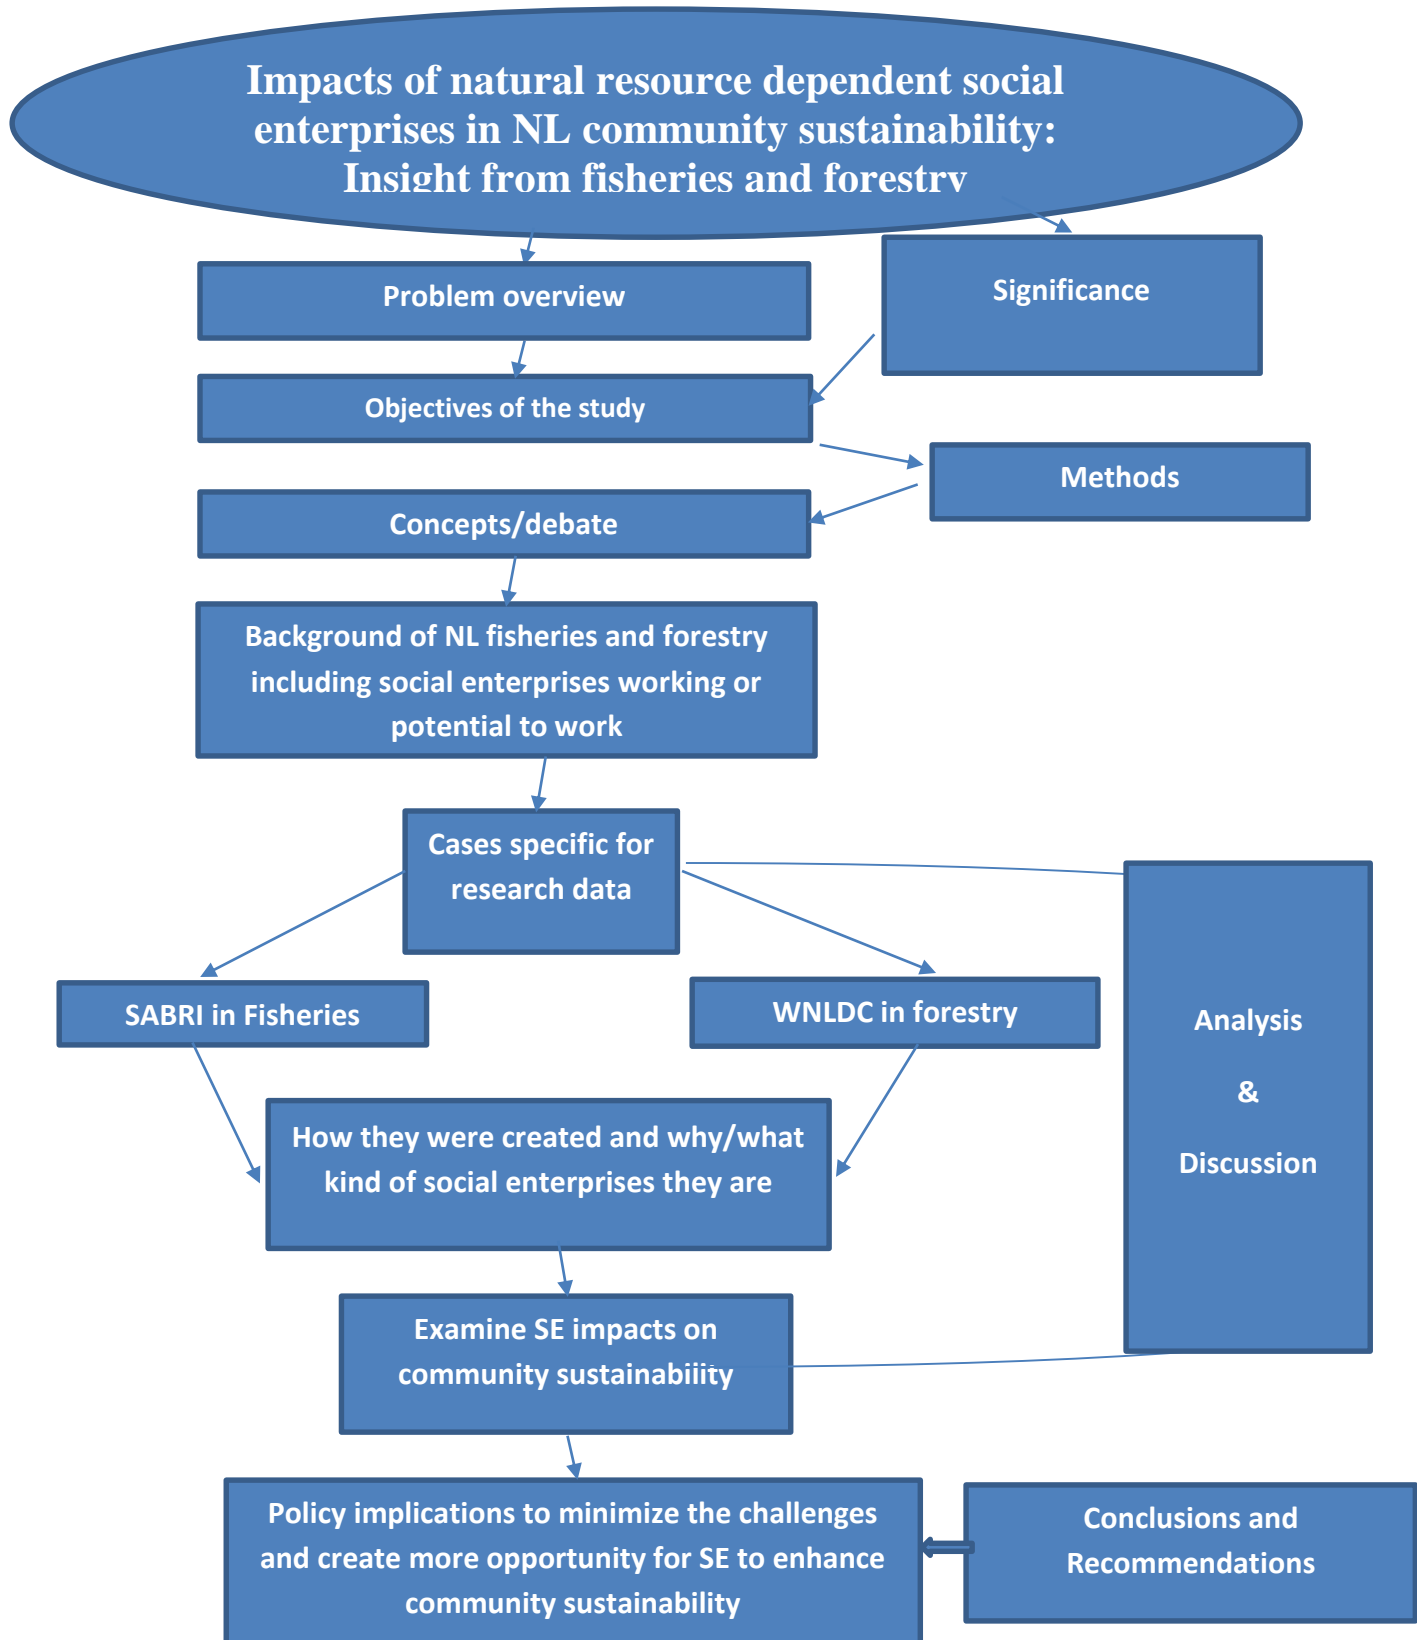 Impacts of natural resource dependent social
enterprises in NL community sustainability:
Insight from fisheries and forestry
Problem overview
Significance
Objectives of the study
Methods
Concepts/debate
Background of NL fisheries and forestry
including social enterprises working or
potential to work
Cases specific for
research data
SABRI in Fisheries
WNLDC in forestry
Analysis
&
Discussion
How they were created and why/what
kind of social enterprises they are
Examine SE impacts on
community sustainability
Policy implications to minimize the challenges
and create more opportunity for SE to enhance
community sustainability
Conclusions and
Recommendations